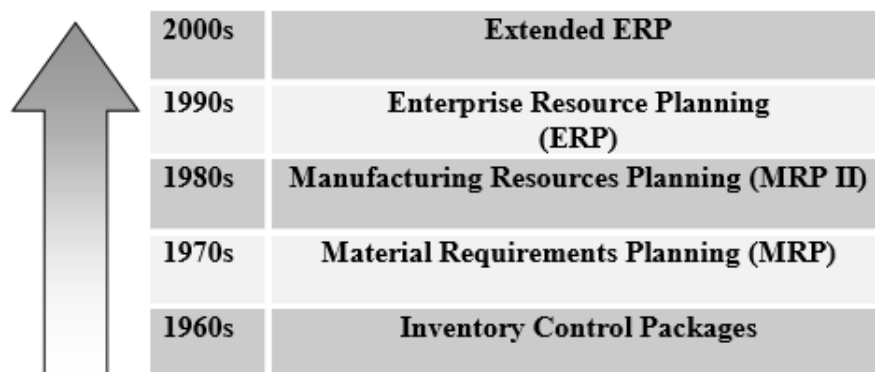 2000s Extended ERP
1990s Enterprise Resource Planning
(ERP)
1980s Manufacturing Resources Planning (MRP II)
1970s Material Requirements Planning (MRP)
1960s Inventory Control Packages